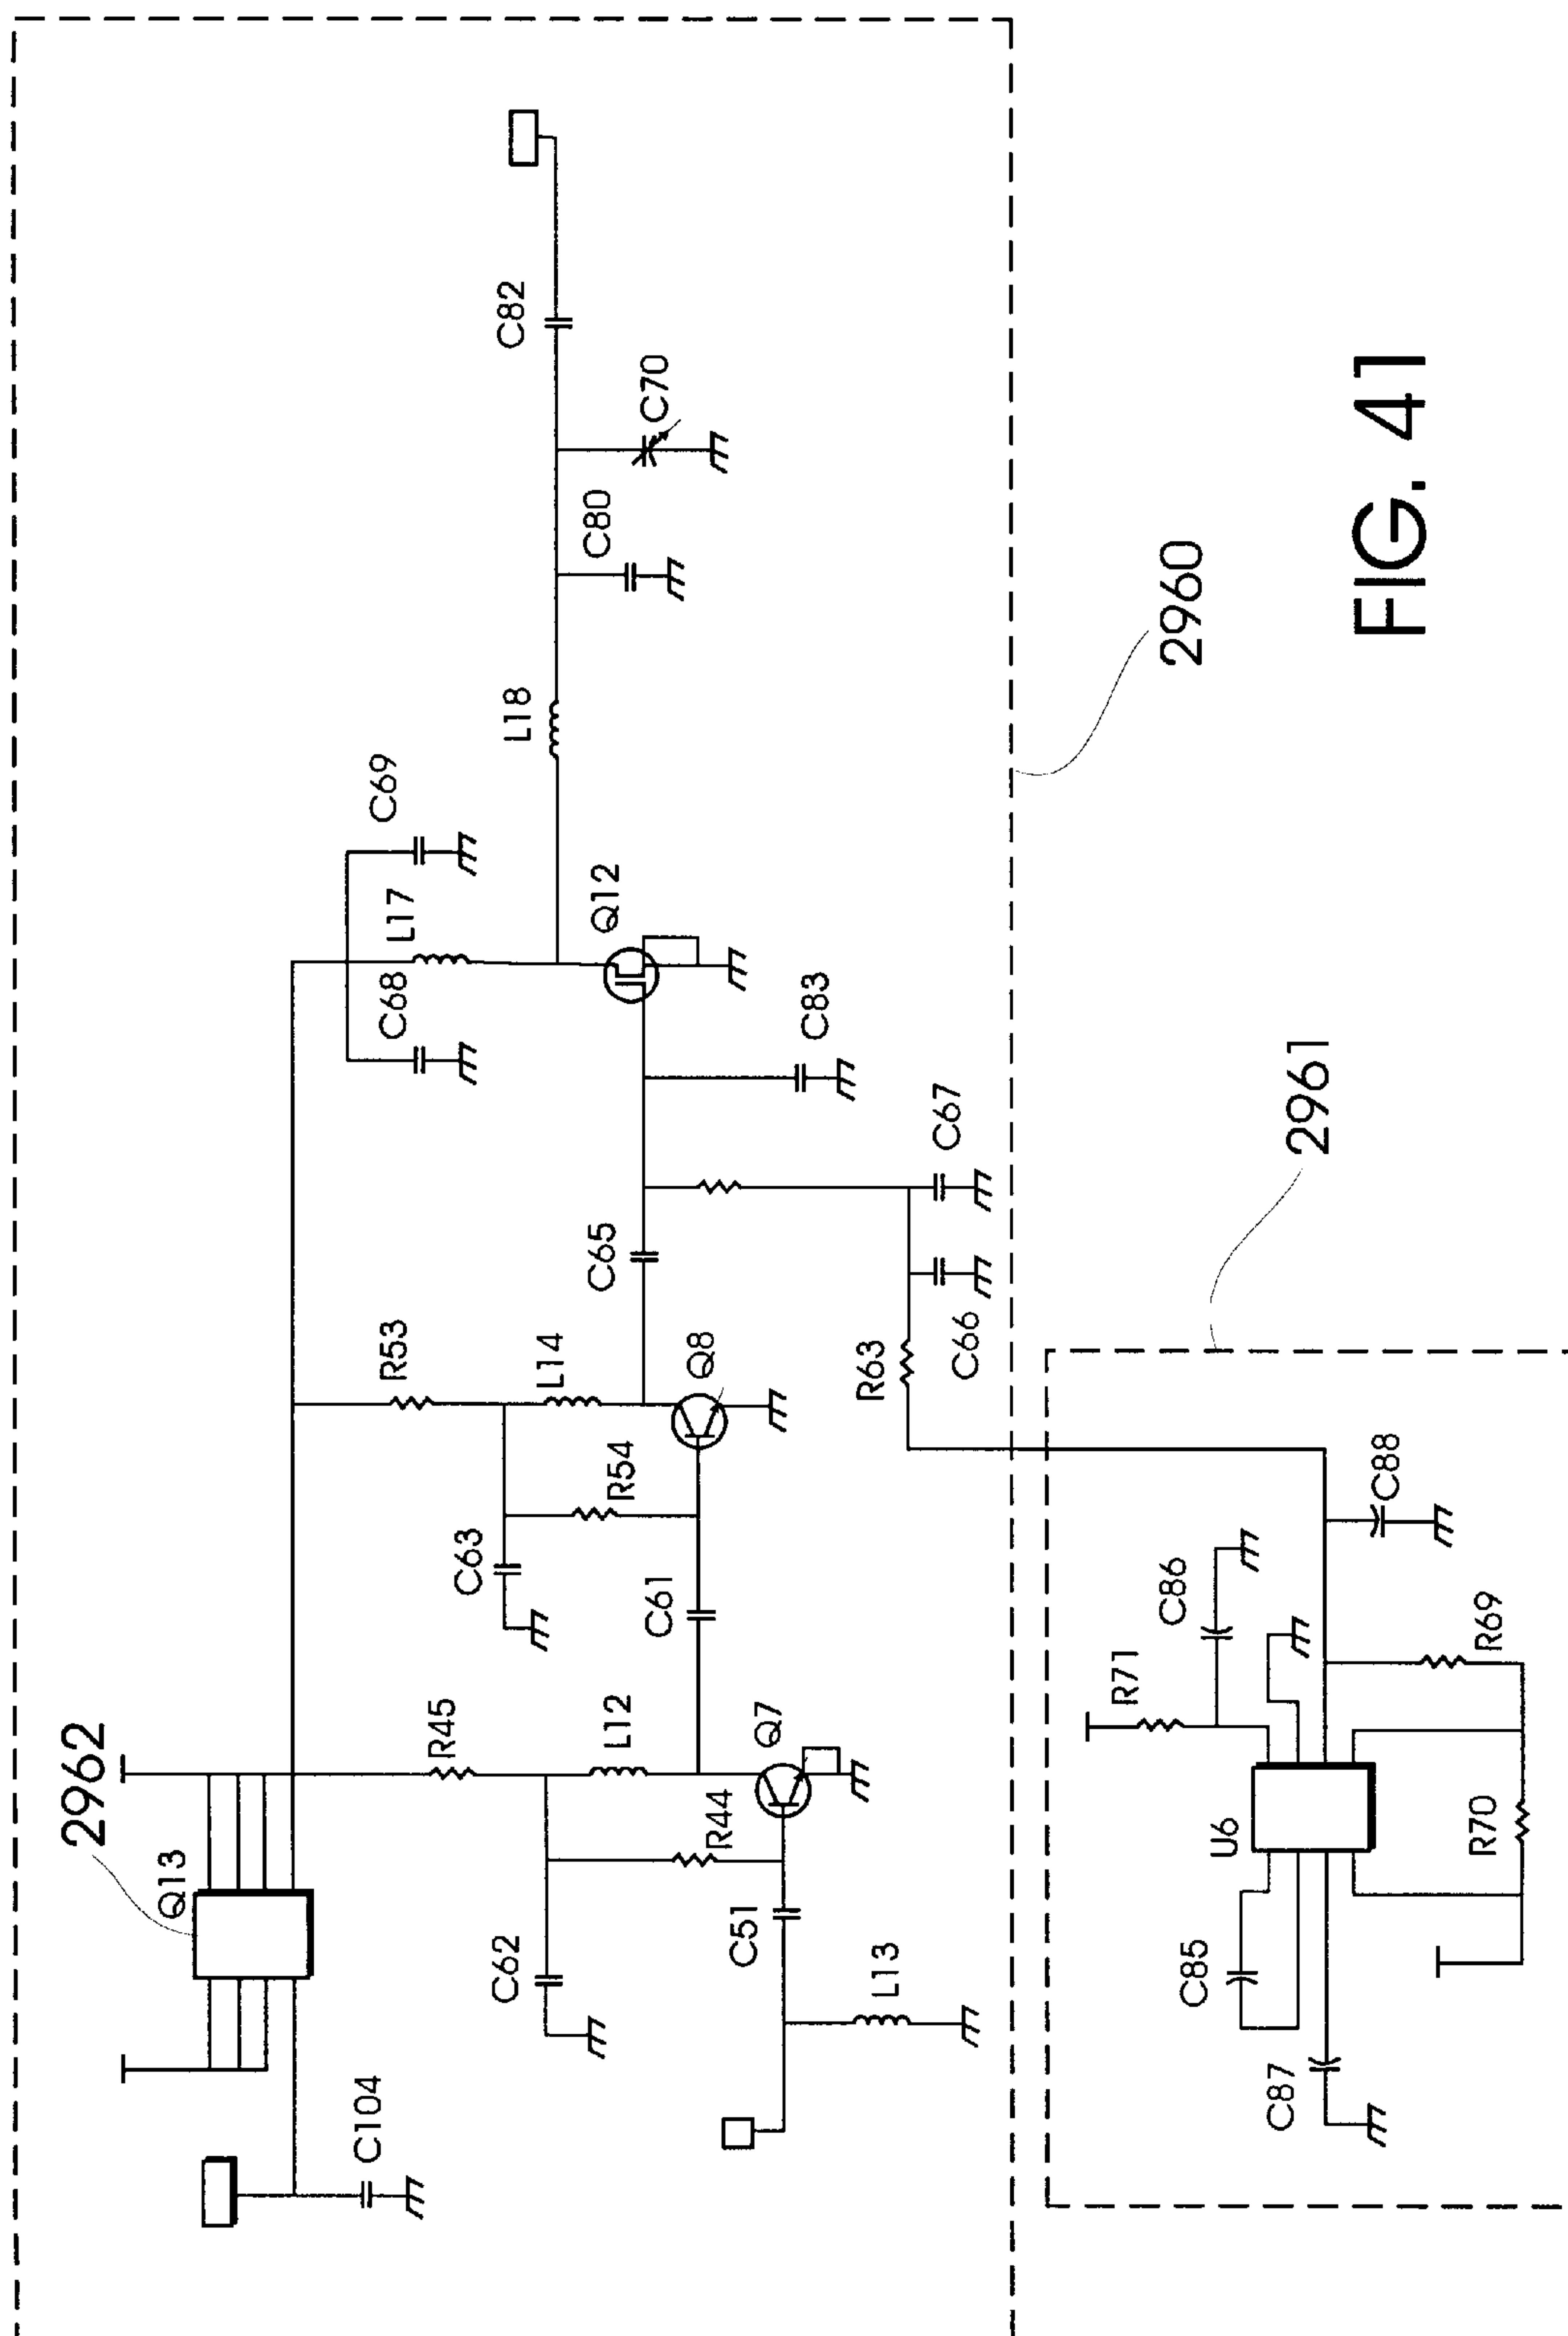 2962
Q13
C104
R45
L12
Q7
R44
C62
C51
L13
C61
C63
R54
R53
L14
Q8
C65
R63
C66
C67
C83
C68
L17
C69
Q12
L18
C80
C70
C82
2960
2961
R71
C86
C88
U6
R69
R70
C85
C87
FIG. 41